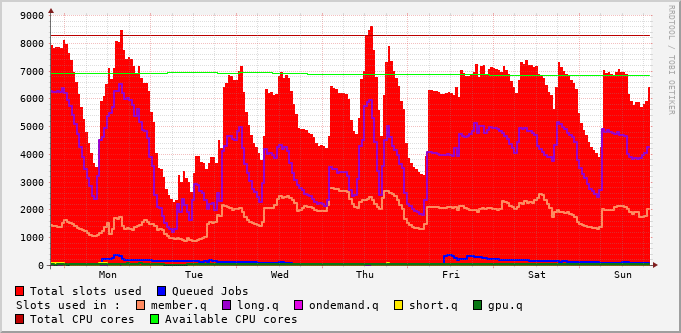 RRDTOOL / TOBI OETIKER
9000
8000
7000
6000
5000
4000
3000
2000
1000
0
Mon Tue Wed Thu Fri Sat Sun
Total slots used Queued Jobs
Slots used in : member.q long.q ondemand.q short.q gpu.q
Total CPU cores Available CPU cores